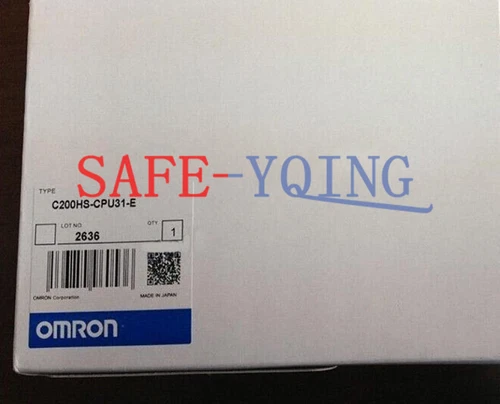 SAFE-YQING
TYPE
C200HS-CPU31-E
LOT NO.
QTY.
2636
1
OMRON Corporation
MADE IN JAPAN
OMRON